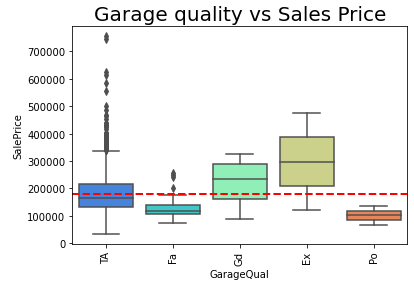 Garage quality vs Sales Price
700000
600000
500000
400000
300000
200000
100000
0
SalePrice
TA
Fa
Gd
Ex
Po
GarageQual